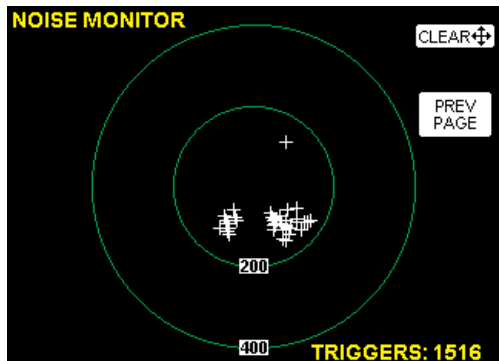 NOISE MONITOR
CLEAR
PREV
PAGE
200
400
TRIGGERS: 1516